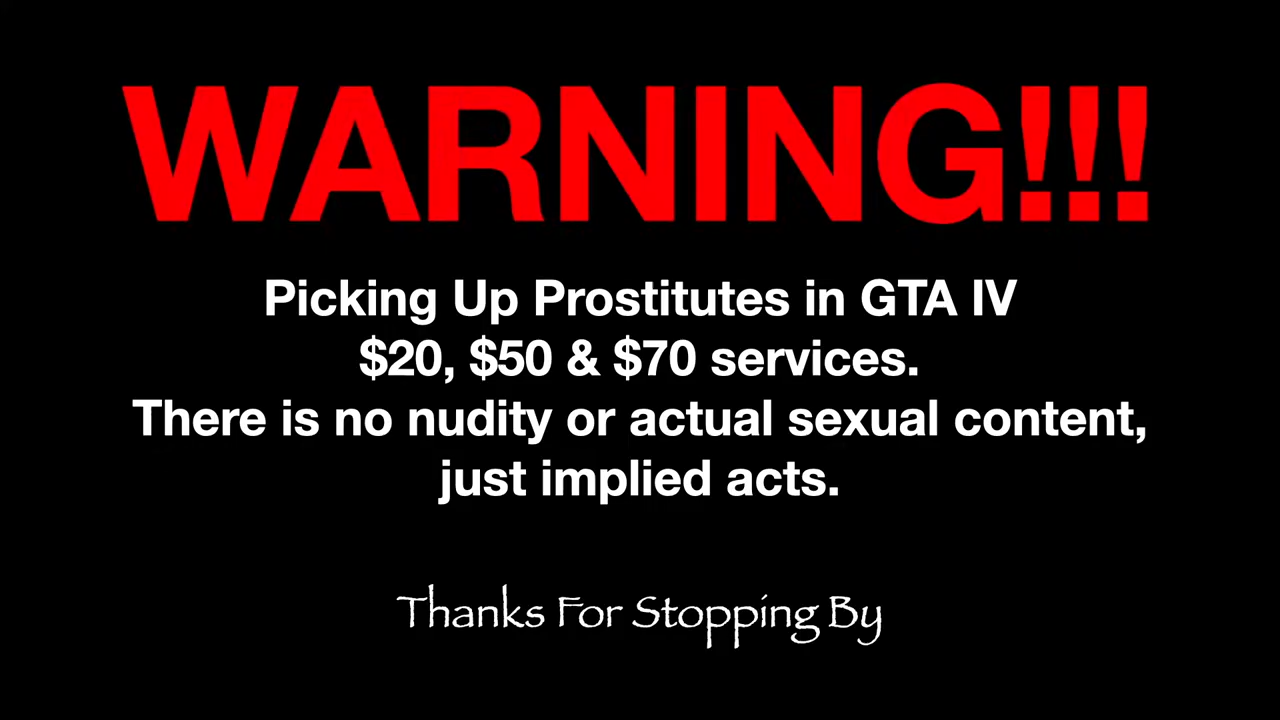 WARNING!!!
Picking Up Prostitutes in GTA IV
$20, $50 & $70 services.
There is no nudity or actual sexual content,
just implied acts.
Thanks For Stopping By